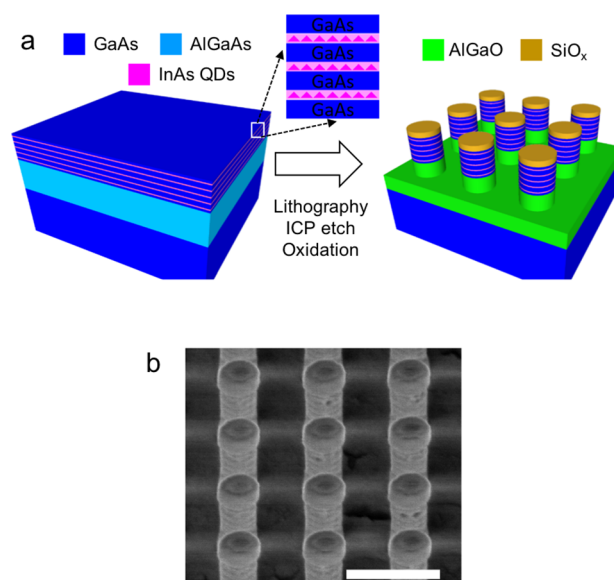 a
GaAs
AlGaAs
InAs QDs
GaAs
GaAs
GaAs
GaAs
AlGaO
SiOx
Lithography
ICP etch
Oxidation
b